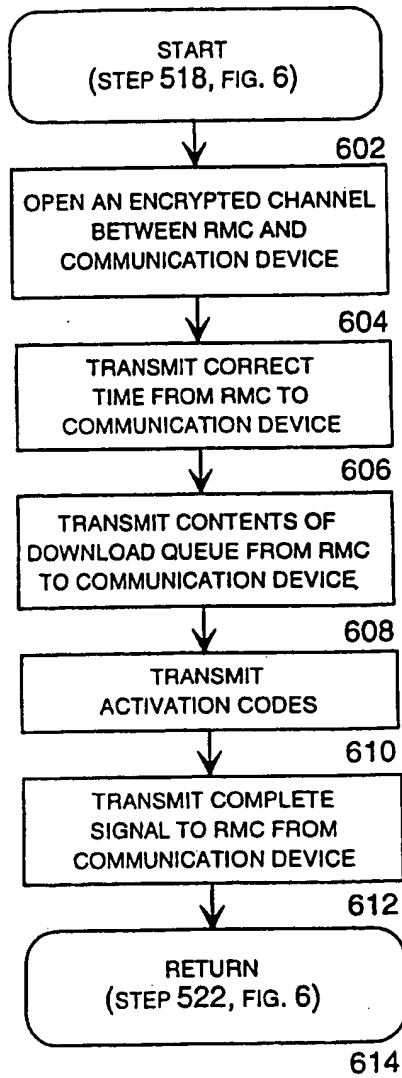 START
(STEP 518, FIG. 6)
602
OPEN AN ENCRYPTED CHANNEL
BETWEEN RMC AND
COMMUNICATION DEVICE
604
TRANSMIT CORRECT
TIME FROM RMC TO
COMMUNICATION DEVICE
606
TRANSMIT CONTENTS OF
DOWNLOAD QUEUE FROM RMC
TO COMMUNICATION DEVICE
608
TRANSMIT
ACTIVATION CODES
610
TRANSMIT COMPLETE
SIGNAL TO RMC FROM
COMMUNICATION DEVICE
612
RETURN
(STEP 522, FIG. 6)
614